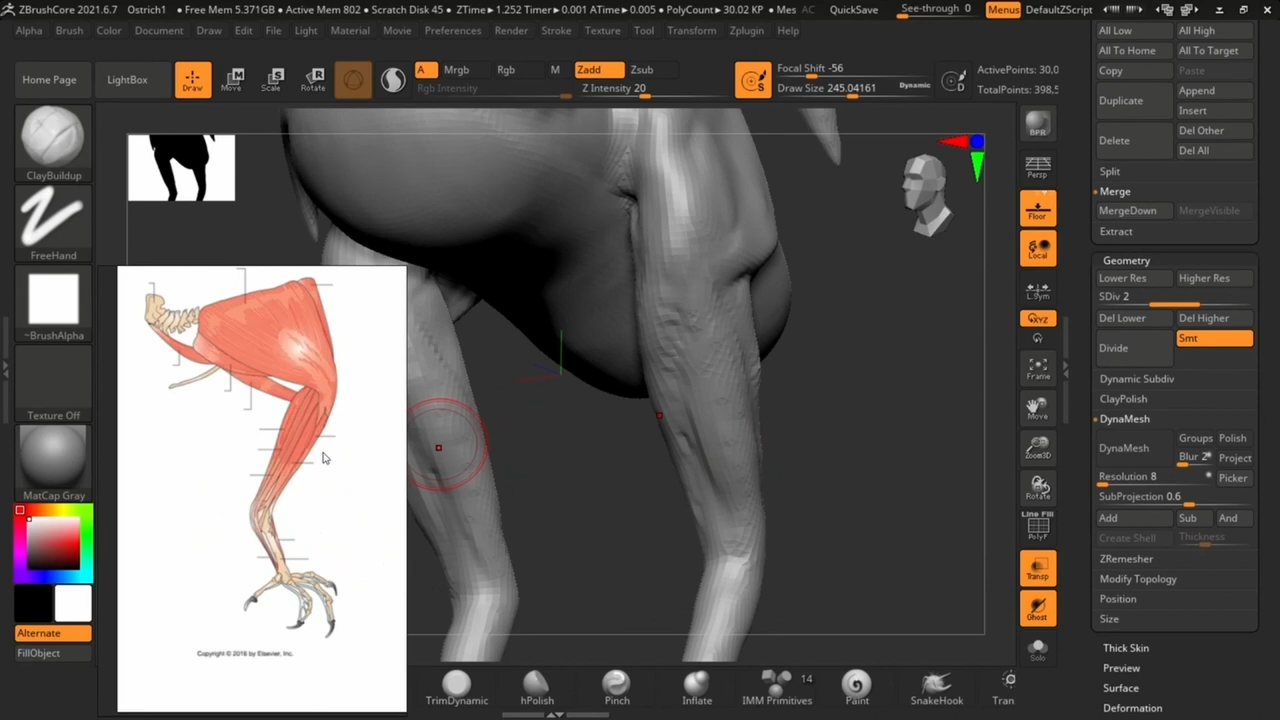 ZBrushCore 2021.6.7 Ostrich1 • Free Mem 5.371GB • Active Mem 802 • Scratch Disk 45 • ZTime▸1.252 Timer▸0.001 ATime▸0.005 • PolyCount▸30.02 KP • Mes AC QuickSave See-through 0 Menus DefaultZScript
Alpha Brush Color Document Draw Edit File Light Material Movie Preferences Render Stroke Texture Tool Transform Zplugin Help
Home Page LightBox Draw Move Scale Rotate
M S R
A Mrgb Rgb M Zadd Zsub
Rgb Intensity Z Intensity 20
S Focal Shift -56
Draw Size 245.04161 Dynamic
D ActivePoints: 30,0
TotalPoints: 398,5
ClayBuildup
FreeHand
~BrushAlpha
Texture Off
MatCap Gray
Alternate
FillObject
Copyright © 2016 by Elsevier, Inc.
BPR
Persp
Floor
Local
L.Sym
XYZ
Frame
Move
Zoom3D
Rotate
Line Fill
PolyF
Transp
Ghost
Solo
All Low All High
All To Home All To Target
Copy Paste
Duplicate Append
Insert
Delete Del Other
Del All
Split
Merge
MergeDown MergeVisible
Extract
Geometry
Lower Res Higher Res
SDiv 2
Del Lower Del Higher
Divide Smt
Dynamic Subdiv
ClayPolish
DynaMesh
DynaMesh Groups Polish
Blur 2 Project
Resolution 8 Picker
SubProjection 0.6
Add Sub And
Create Shell Thickness
ZRemesher
Modify Topology
Position
Size
Thick Skin
Preview
Surface
Deformation
TrimDynamic hPolish Pinch Inflate IMM Primitives 14 Paint SnakeHook Tran